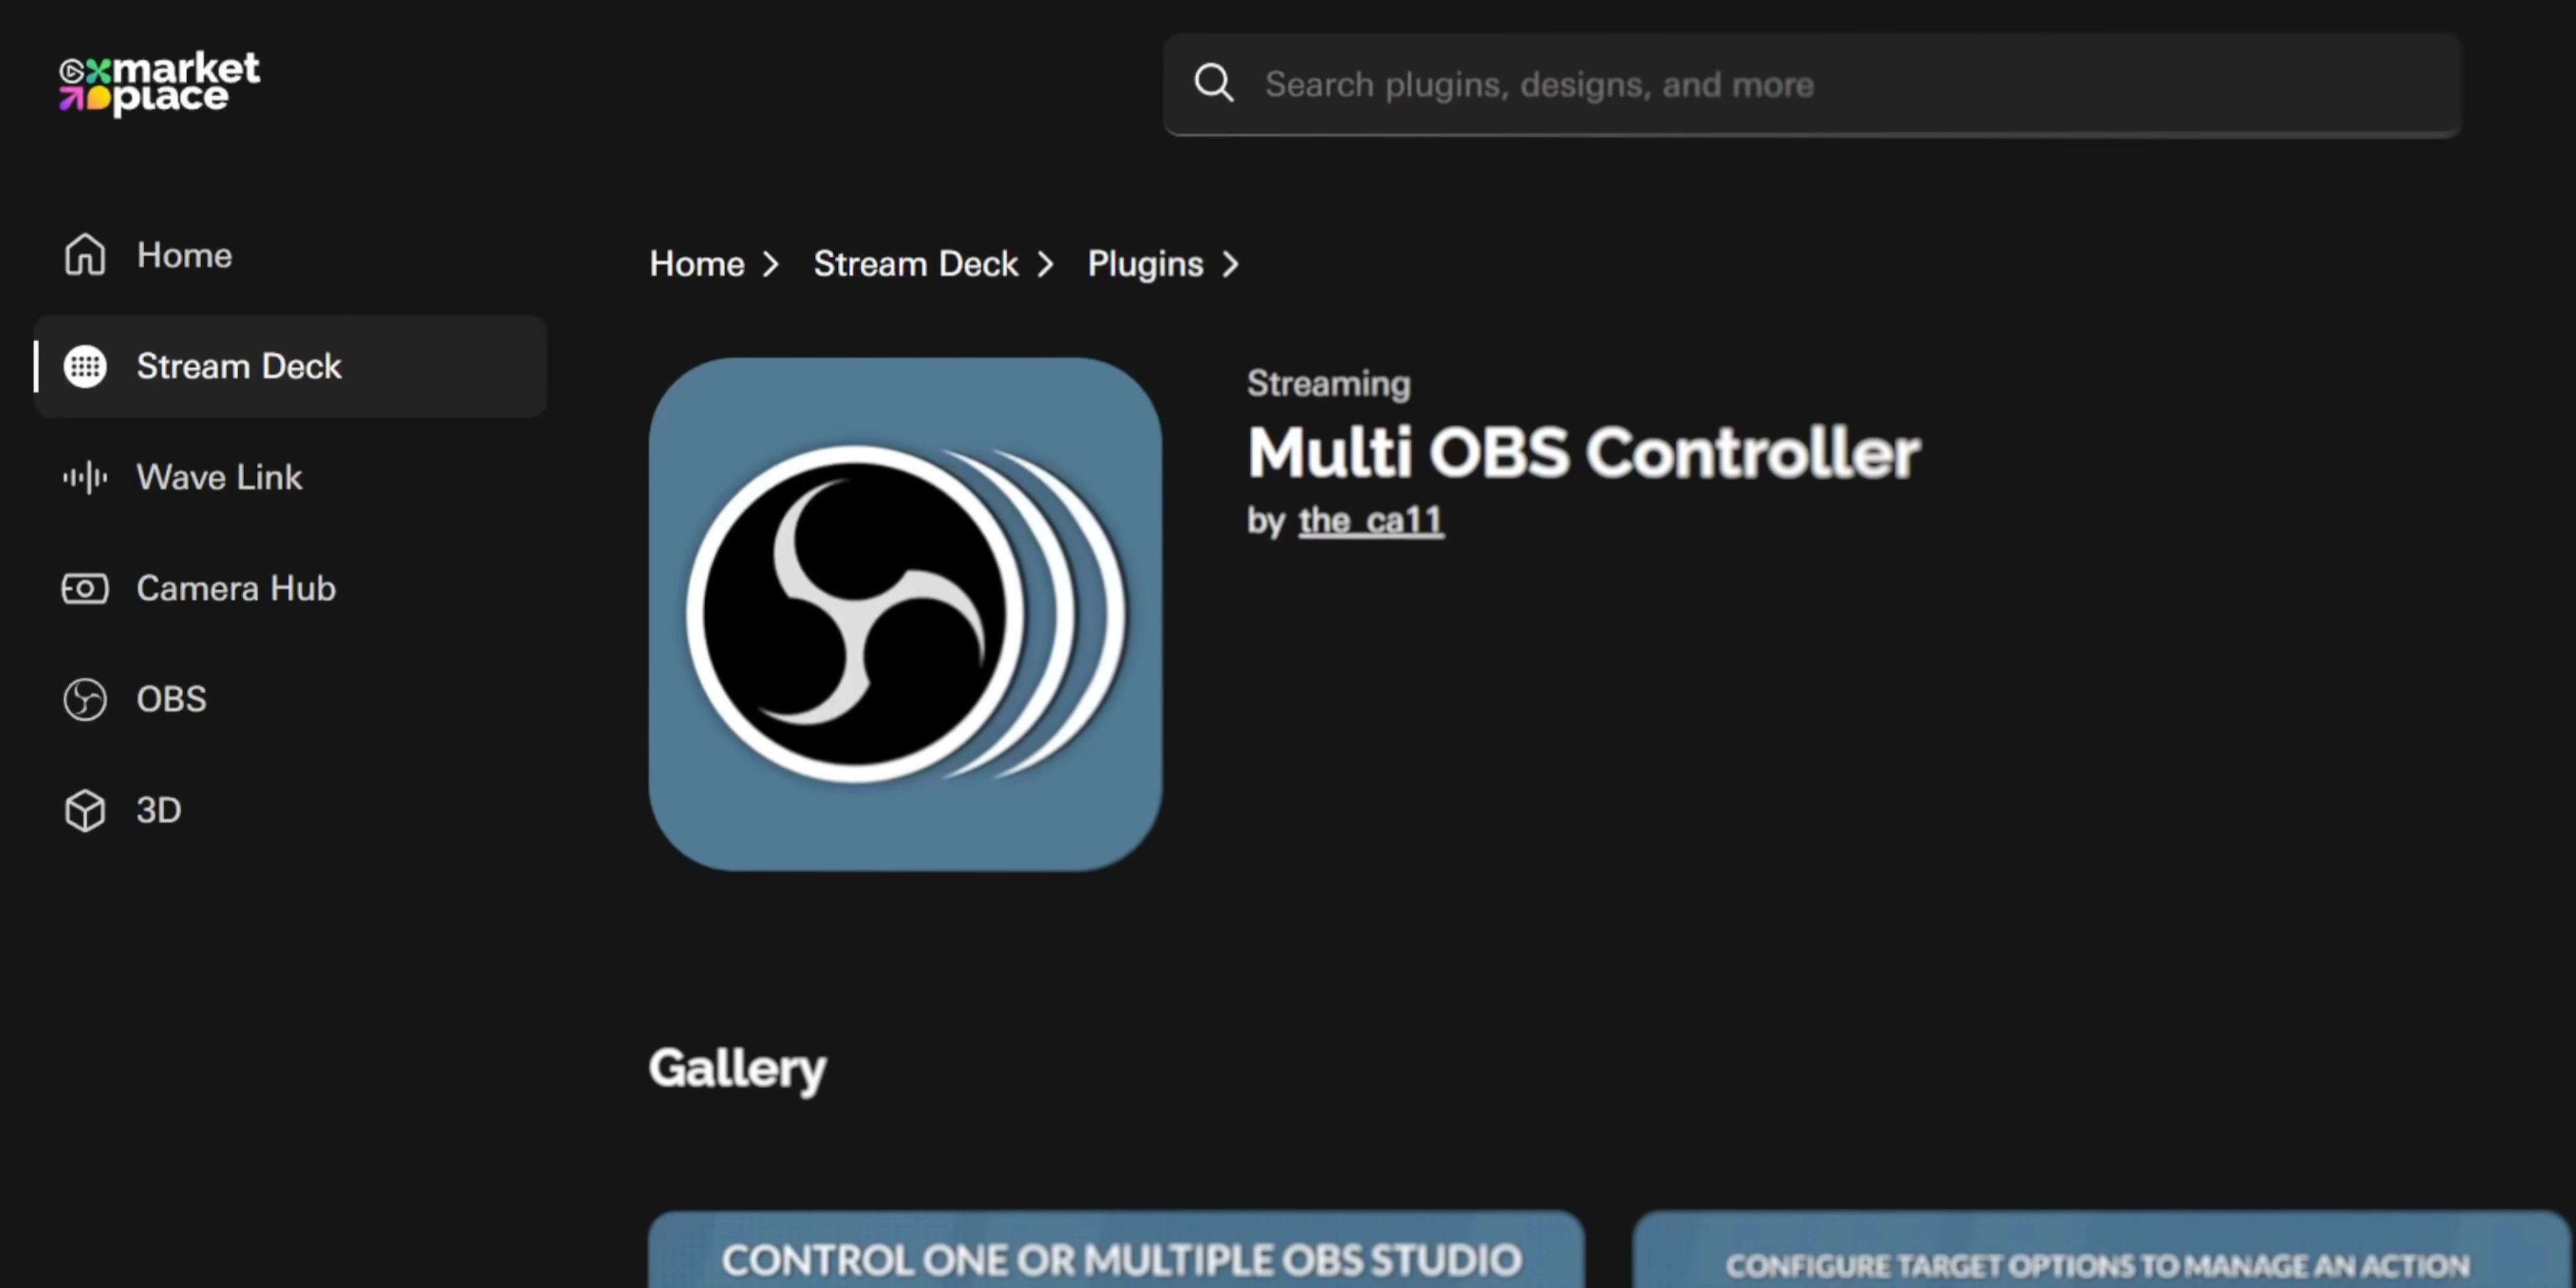 market
place
Search plugins, designs, and more
Home
Stream Deck
Wave Link
Camera Hub
OBS
3D
Home > Stream Deck > Plugins >
Streaming
Multi OBS Controller
by the_ca11
Gallery
CONTROL ONE OR MULTIPLE OBS STUDIO
CONFIGURE TARGET OPTIONS TO MANAGE AN ACTION